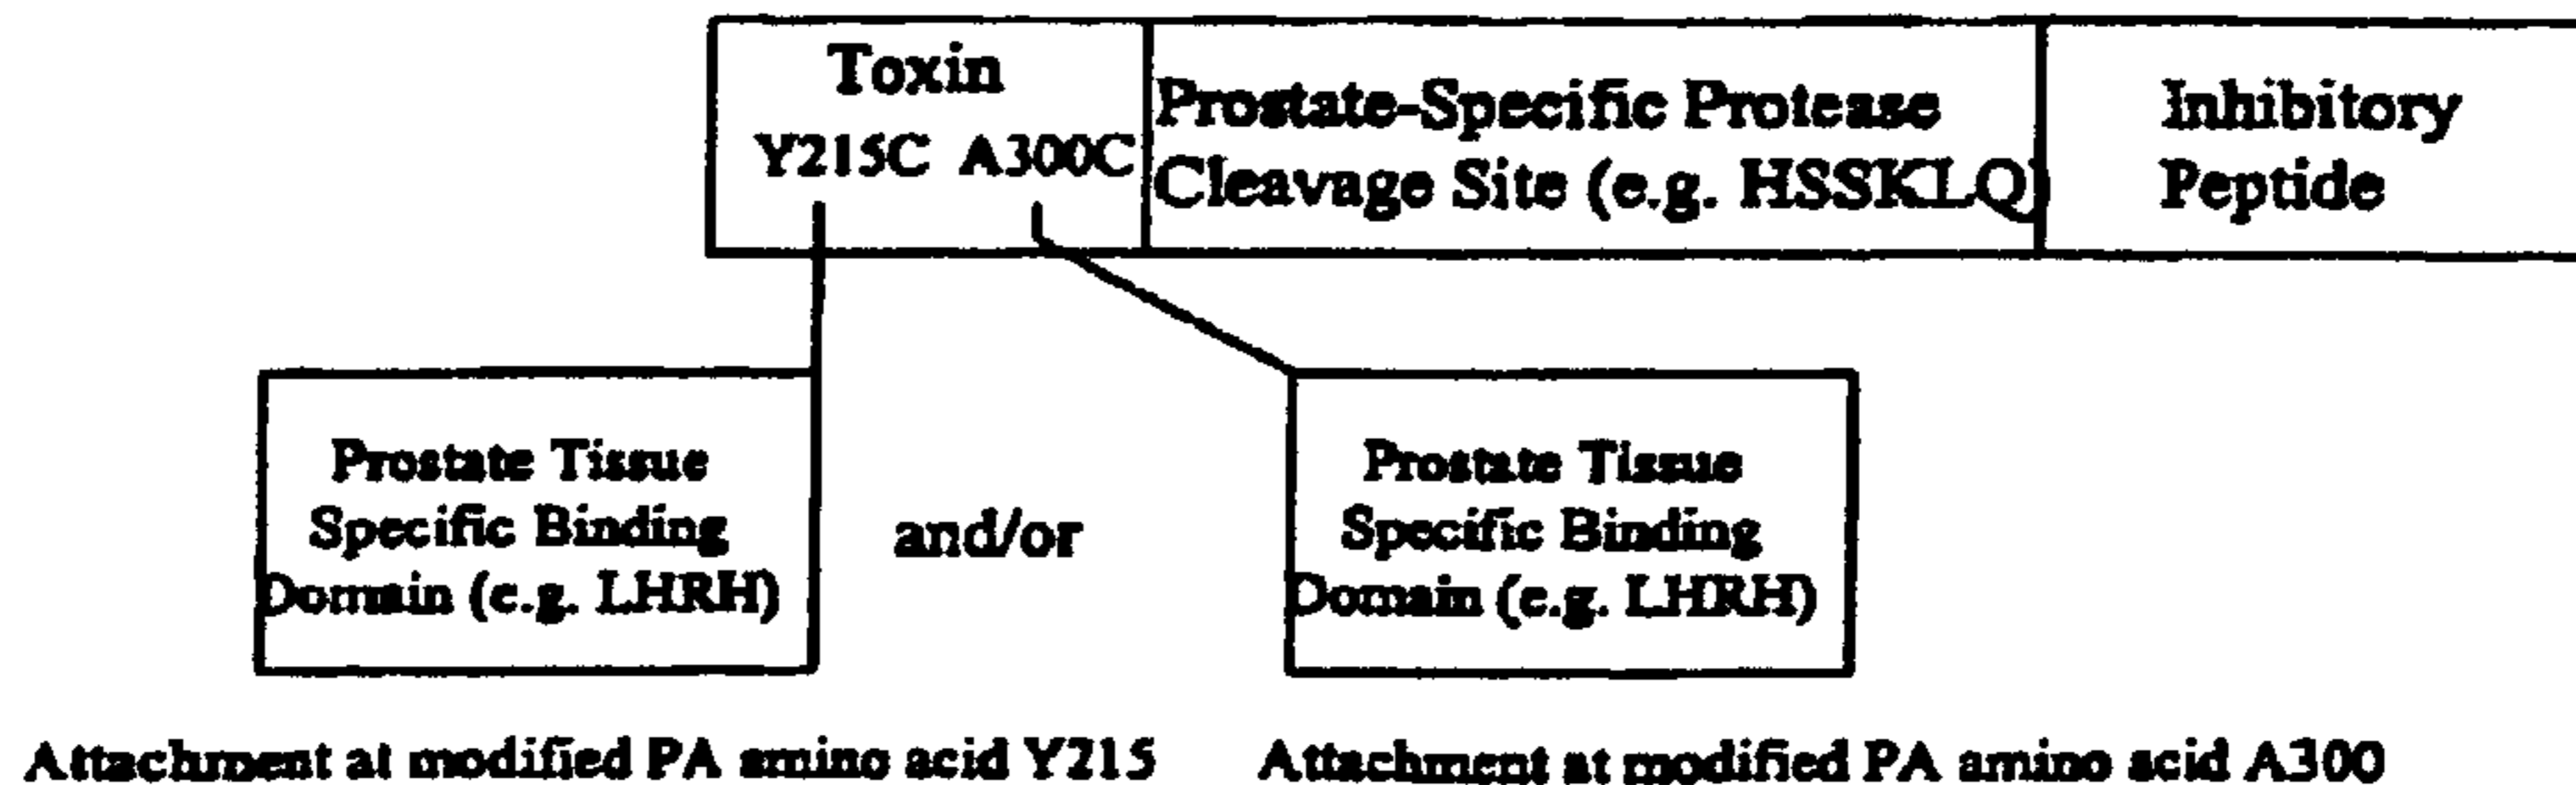 Toxin
Y215C A300C
Prostate-Specific Protease
Cleavage Site (e.g. HSSKLQ)
Inhibitory
Peptide
Prostate Tissue
Specific Binding
Domain (e.g. LHRH)
and/or
Prostate Tissue
Specific Binding
Domain (e.g. LHRH)
Attachment at modified PA amino acid Y215
Attachment at modified PA amino acid A300